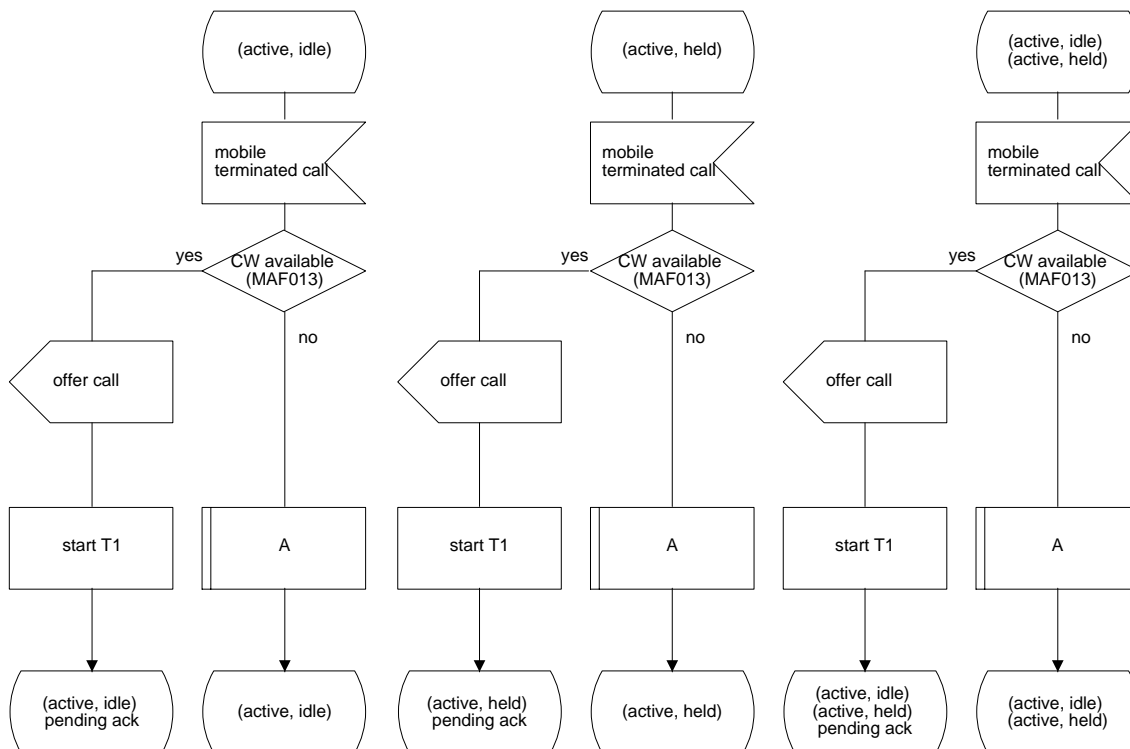 (active, idle)
mobile
terminated call
yes
CW available
(MAF013)
no
offer call
start T1
A
(active, idle)
pending ack
(active, idle)
(active, held)
mobile
terminated call
yes
CW available
(MAF013)
no
offer call
start T1
A
(active, held)
pending ack
(active, held)
(active, idle)
(active, held)
mobile
terminated call
yes
CW available
(MAF013)
no
offer call
start T1
A
(active, idle)
(active, held)
pending ack
(active, idle)
(active, held)